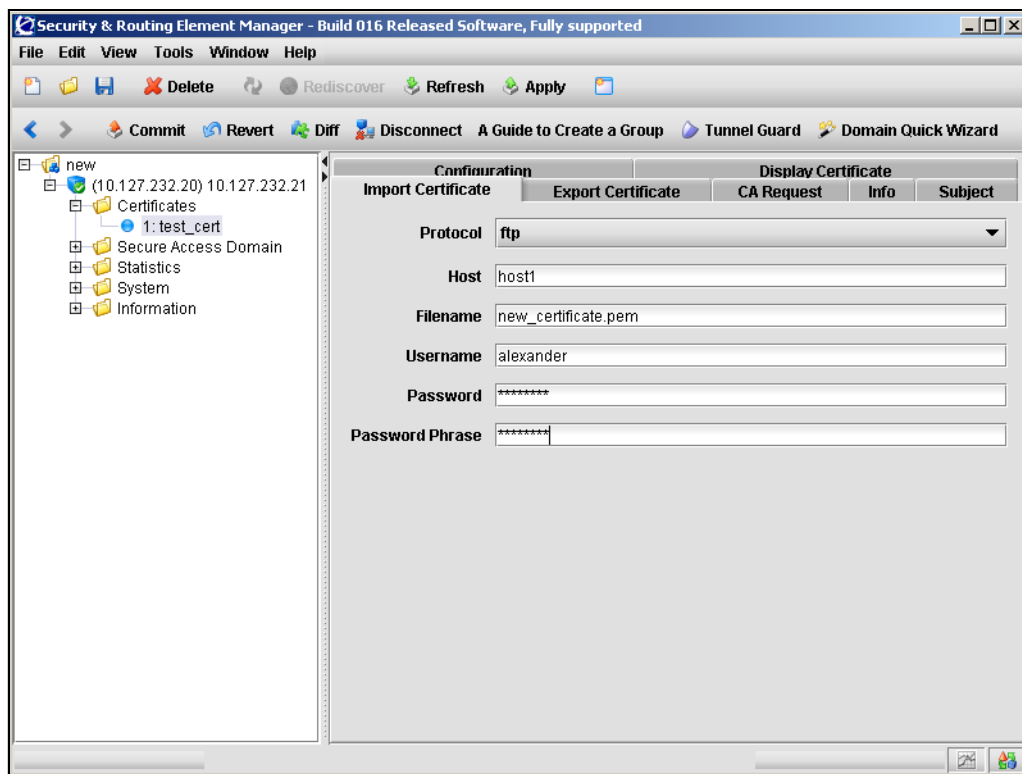 Security & Routing Element Manager - Build 016 Released Software, Fully supported
File Edit View Tools Window Help
Delete Rediscover Refresh Apply
Commit Revert Diff Disconnect A Guide to Create a Group Tunnel Guard Domain Quick Wizard
new
(10.127.232.20) 10.127.232.21
Certificates
1: test_cert
Secure Access Domain
Statistics
System
Information
Configuration Display Certificate
Import Certificate Export Certificate CA Request Info Subject
Protocol ftp
Host host1
Filename new_certificate.pem
Username alexander
Password ********
Password Phrase ********